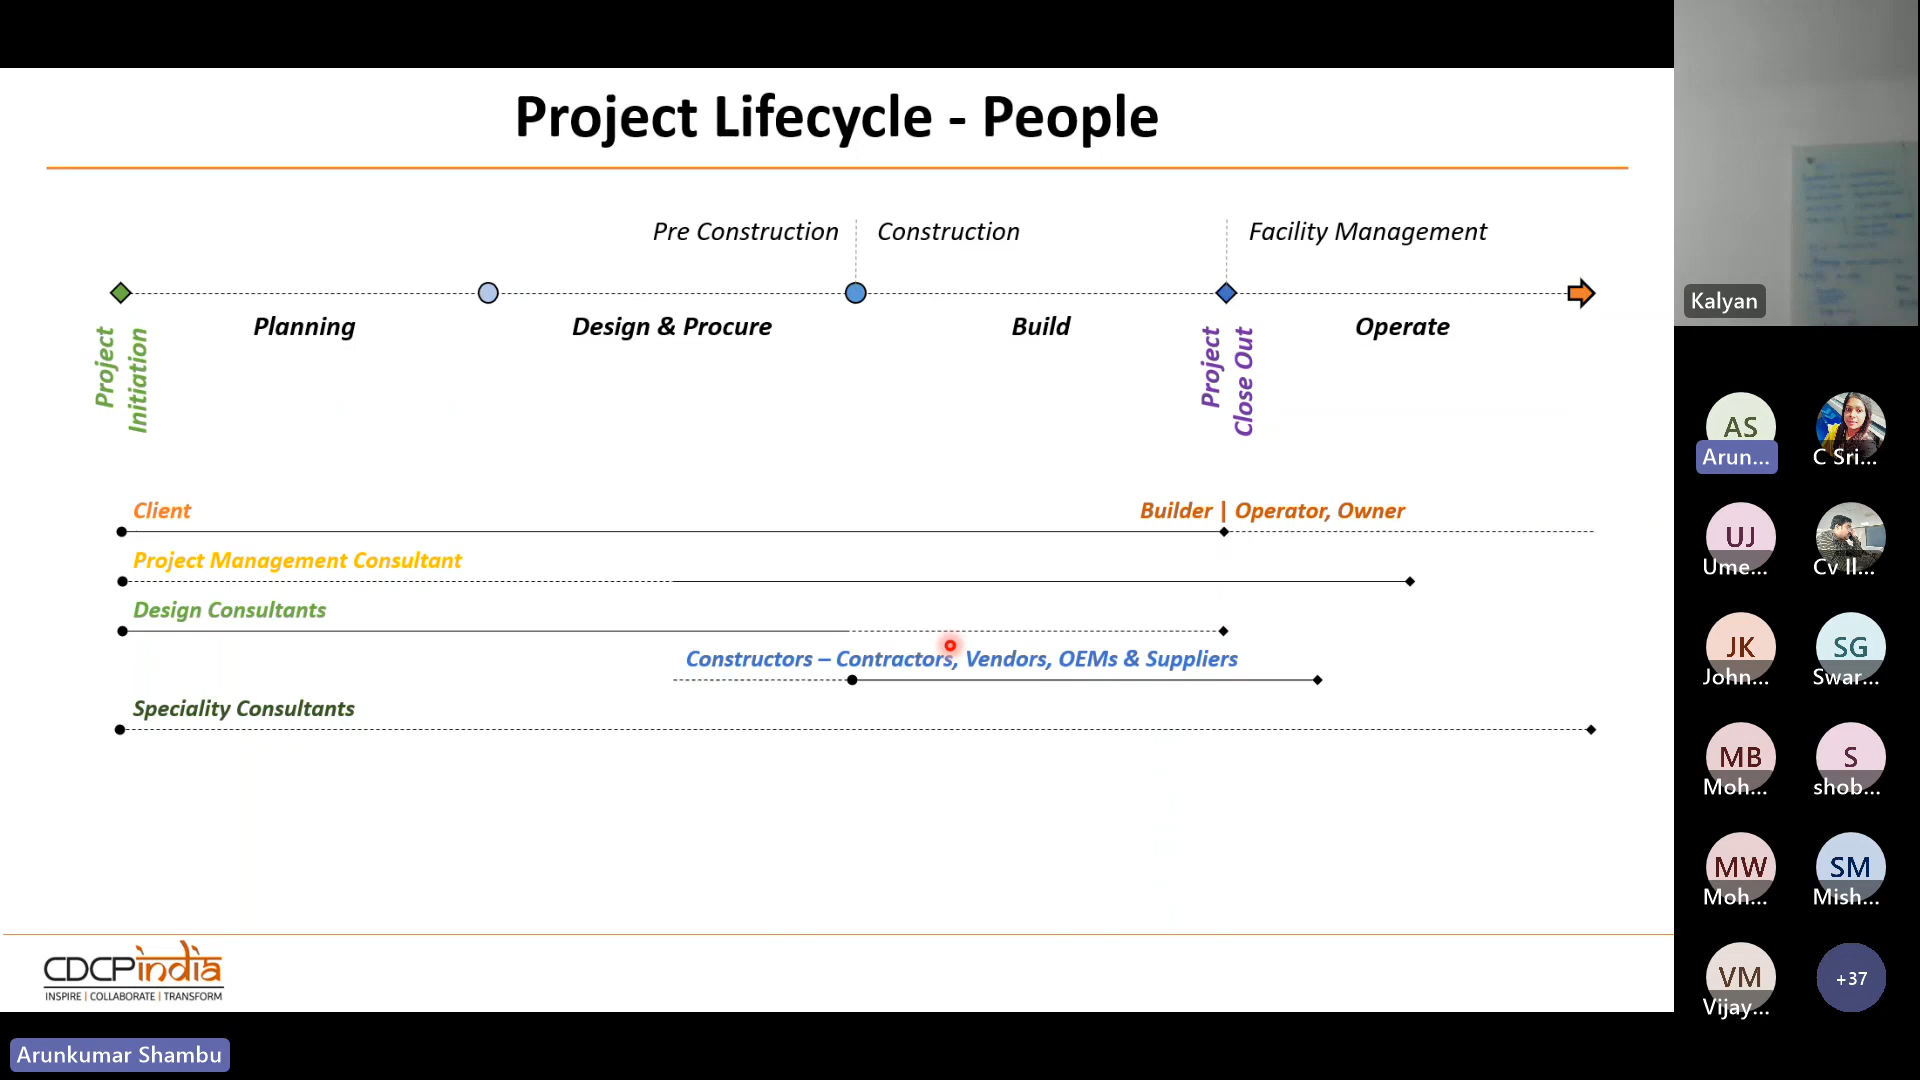 Project Lifecycle - People
Pre Construction
Construction
Facility Management
Planning
Design & Procure
Build
Operate
Project
Initiation
Project
Close Out
Client
Builder | Operator, Owner
Project Management Consultant
Design Consultants
Constructors – Contractors, Vendors, OEMs & Suppliers
Speciality Consultants
CDCPindia
INSPIRE | COLLABORATE | TRANSFORM
Arunkumar Shambu
Kalyan
AS
Arun...
C Sri...
UJ
Ume...
Cv Il...
JK
John...
SG
Swar...
MB
Moh...
S
shob...
MW
Moh...
SM
Mish...
VM
Vijay...
+37